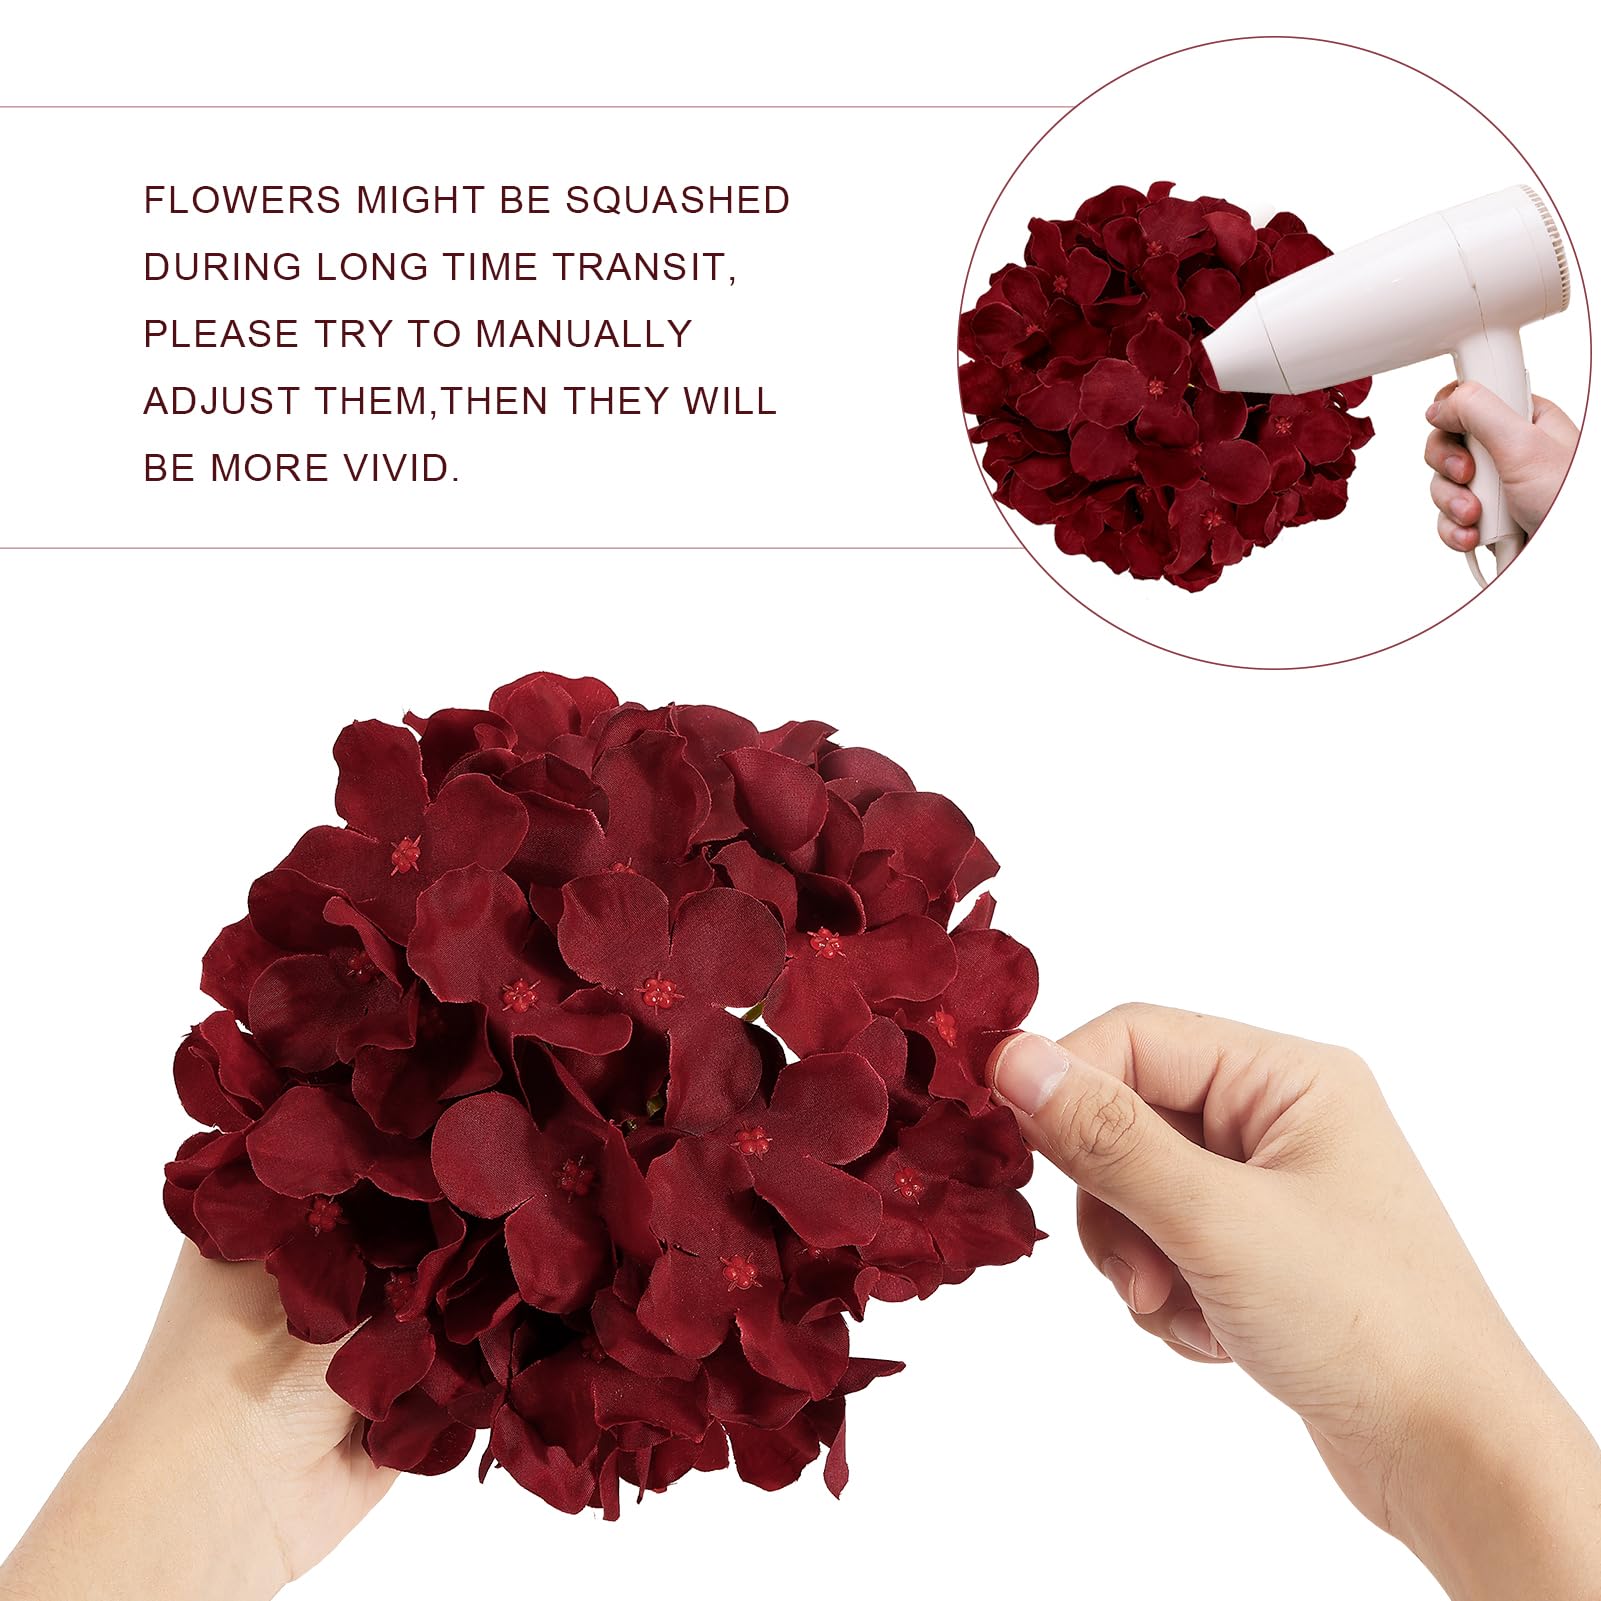 FLOWERS MIGHT BE SQUASHED
DURING LONG TIME TRANSIT,
PLEASE TRY TO MANUALLY
ADJUST THEM,THEN THEY WILL
BE MORE VIVID.